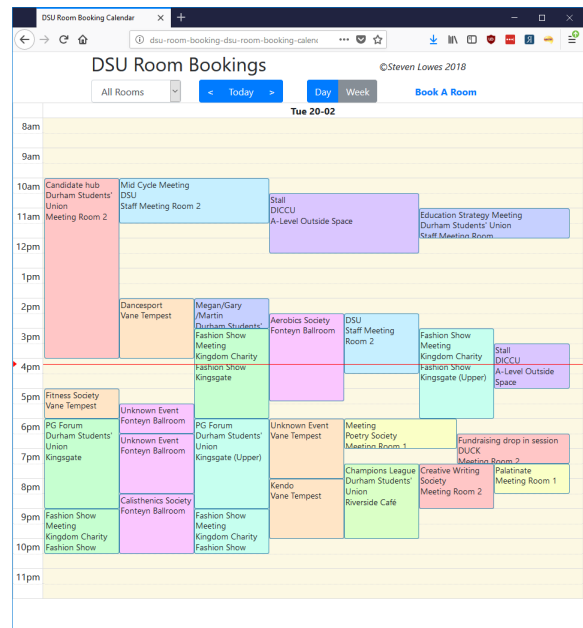 DSU Room Booking Calendar
dsu-room-booking-dsu-room-booking-calen
DSU Room Bookings
©Steven Lowes 2018
All Rooms
<
Today
>
Day
Week
Book A Room
Tue 20-02
8am
9am
10am
11am
12pm
1pm
2pm
3pm
4pm
5pm
6pm
7pm
8pm
9pm
10pm
11pm
Candidate hub
Durham Students'
Union
Meeting Room 2
Mid Cycle Meeting
DSU
Staff Meeting Room 2
Stall
DICCU
A-Level Outside Space
Education Strategy Meeting
Durham Students' Union
Staff Meeting Room
Dancesport
Vane Tempest
Megan/Gary
/Martin
Durham Students'
Fashion Show
Meeting
Kingdom Charity
Fashion Show
Kingsgate
Aerobics Society
Fonteyn Ballroom
DSU
Staff Meeting
Room 2
Fashion Show
Meeting
Kingdom Charity
Fashion Show
Kingsgate (Upper)
Stall
DICCU
A-Level Outside
Space
Fitness Society
Vane Tempest
Unknown Event
Fonteyn Ballroom
PG Forum
Durham Students'
Union
Kingsgate
Unknown Event
Fonteyn Ballroom
PG Forum
Durham Students'
Union
Kingsgate (Upper)
Unknown Event
Vane Tempest
Meeting
Poetry Society
Meeting Room 1
Fundraising drop in session
DUCK
Meeting Room 2
Kendo
Vane Tempest
Champions League
Durham Students'
Union
Riverside Café
Creative Writing
Society
Meeting Room 2
Palatinate
Meeting Room 1
Calisthenics Society
Fonteyn Ballroom
Fashion Show
Meeting
Kingdom Charity
Fashion Show
Fashion Show
Meeting
Kingdom Charity
Fashion Show